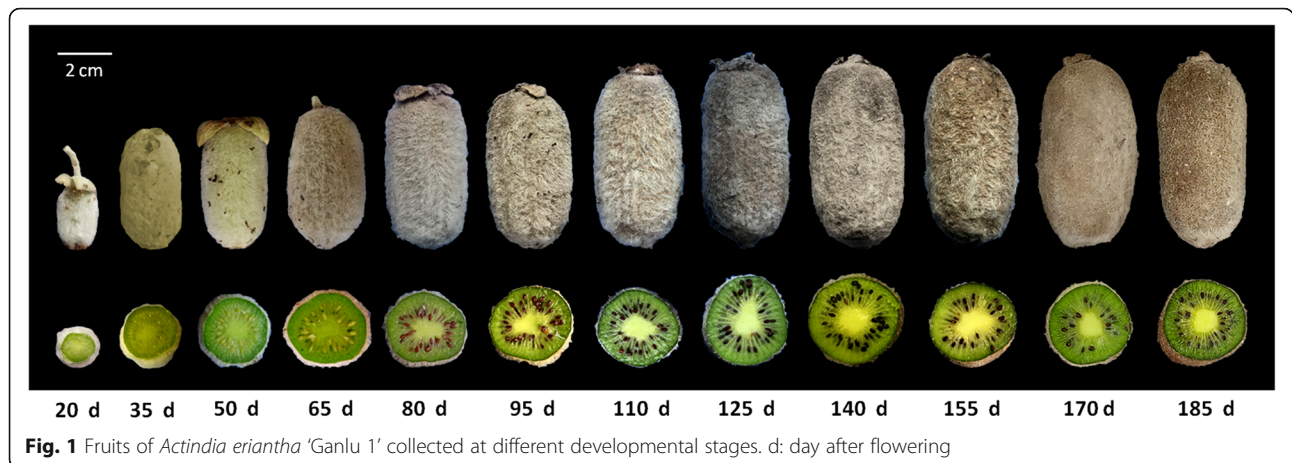 2 cm
20 d 35 d 50 d 65 d 80 d 95 d 110 d 125 d 140 d 155 d 170 d 185 d
Fig. 1 Fruits of Actindia eriantha ‘Ganlu 1’ collected at different developmental stages. d: day after flowering